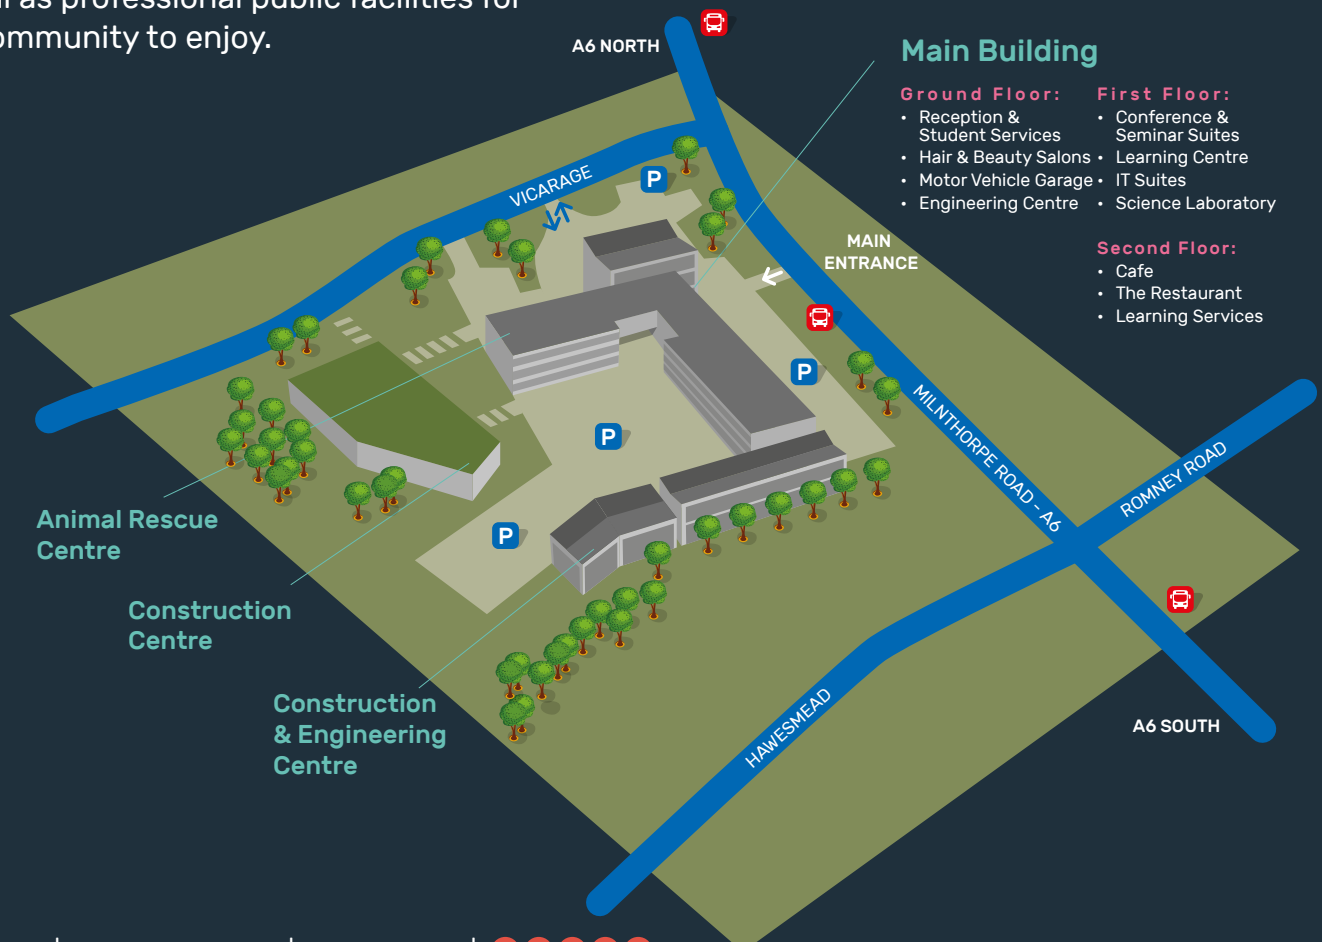 as professional public facilities for
ommunity to enjoy.
A6 NORTH
Main Building
Ground Floor:
• Reception &
Student Services
• Hair & Beauty Salons
• Motor Vehicle Garage
• Engineering Centre
First Floor:
• Conference &
Seminar Suites
• Learning Centre
• IT Suites
• Science Laboratory
Second Floor:
• Cafe
• The Restaurant
• Learning Services
VICARAGE
P
MAIN
ENTRANCE
P
MILNTHORPE ROAD - A6
ROMNEY ROAD
P
P
Animal Rescue
Centre
Construction
Centre
Construction
& Engineering
Centre
HAWESMEAD
A6 SOUTH